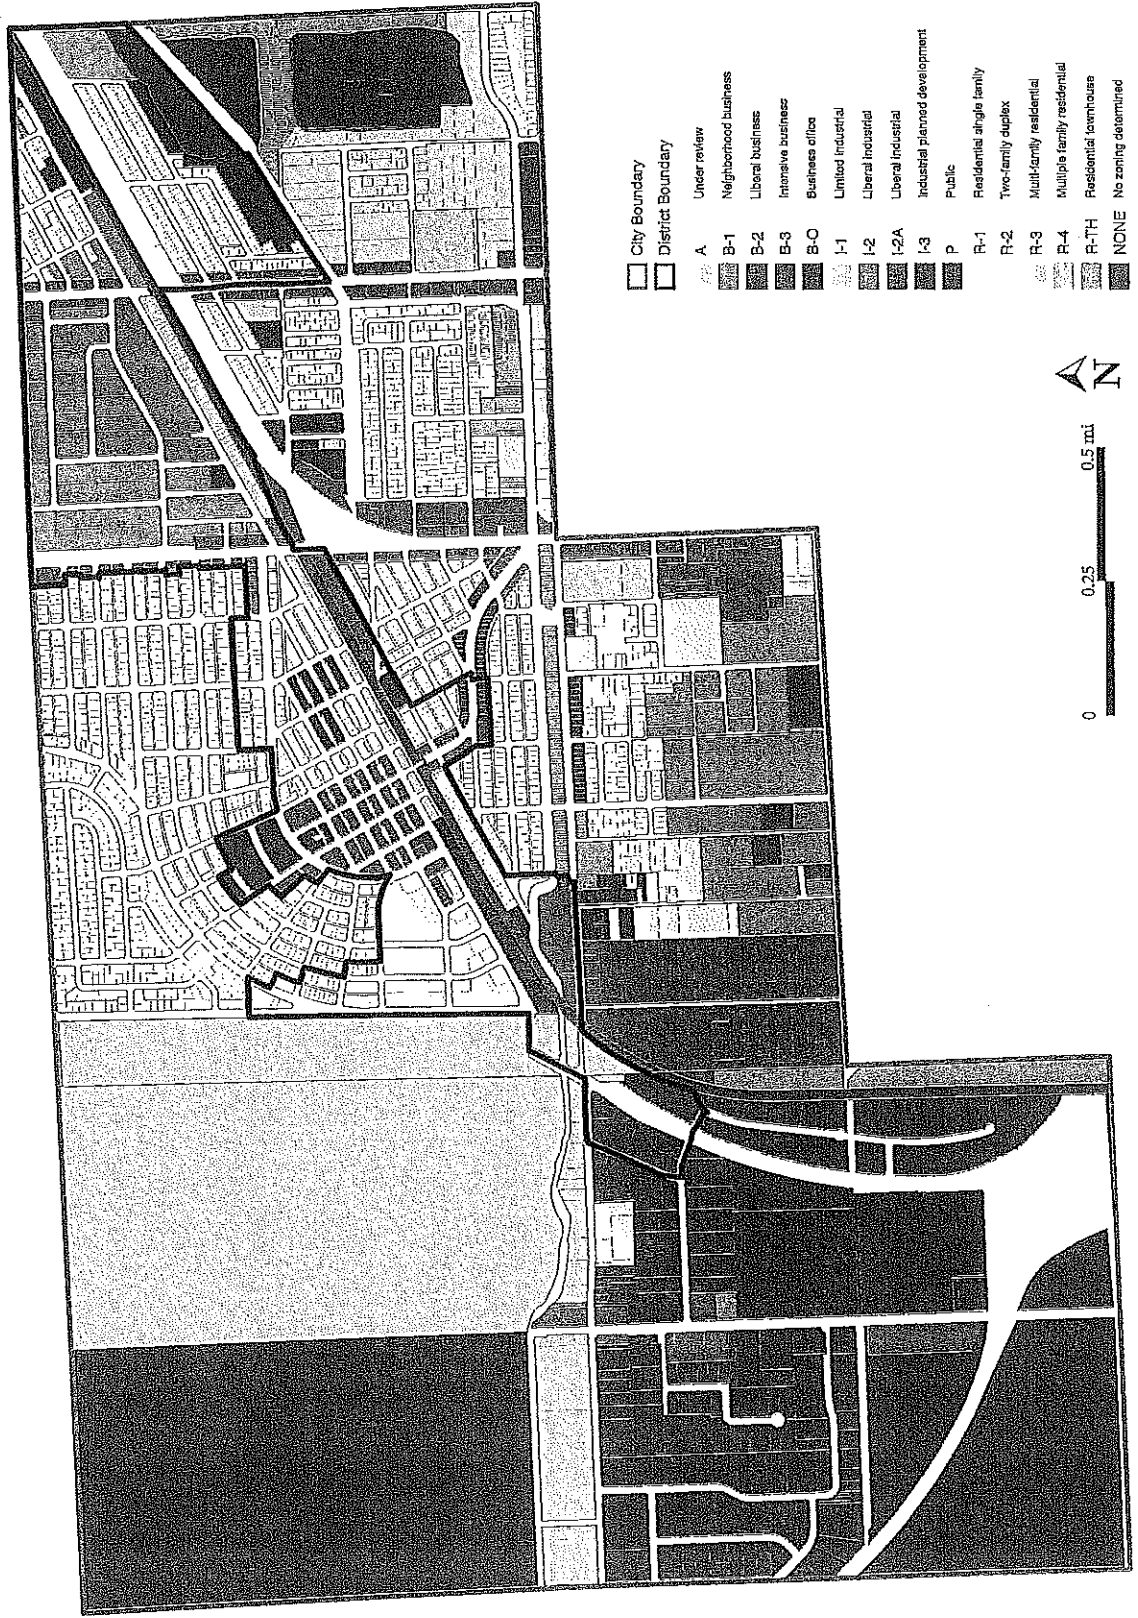 City Boundary
District Boundary
A Under review
B-1 Neighborhood business
B-2 Liberal business
B-3 Intensive business
B-O Business office
I-1 Limited industrial
I-2 Liberal industrial
I-2A Liberal industrial
I-3 Industrial planned development
P Public
R-1 Residential single family
R-2 Two-family duplex
R-3 Multi-family residential
R-4 Multiple family residential
R-TH Residential townhouse
NONE No zoning determined
N
0 0.25 0.5 mi